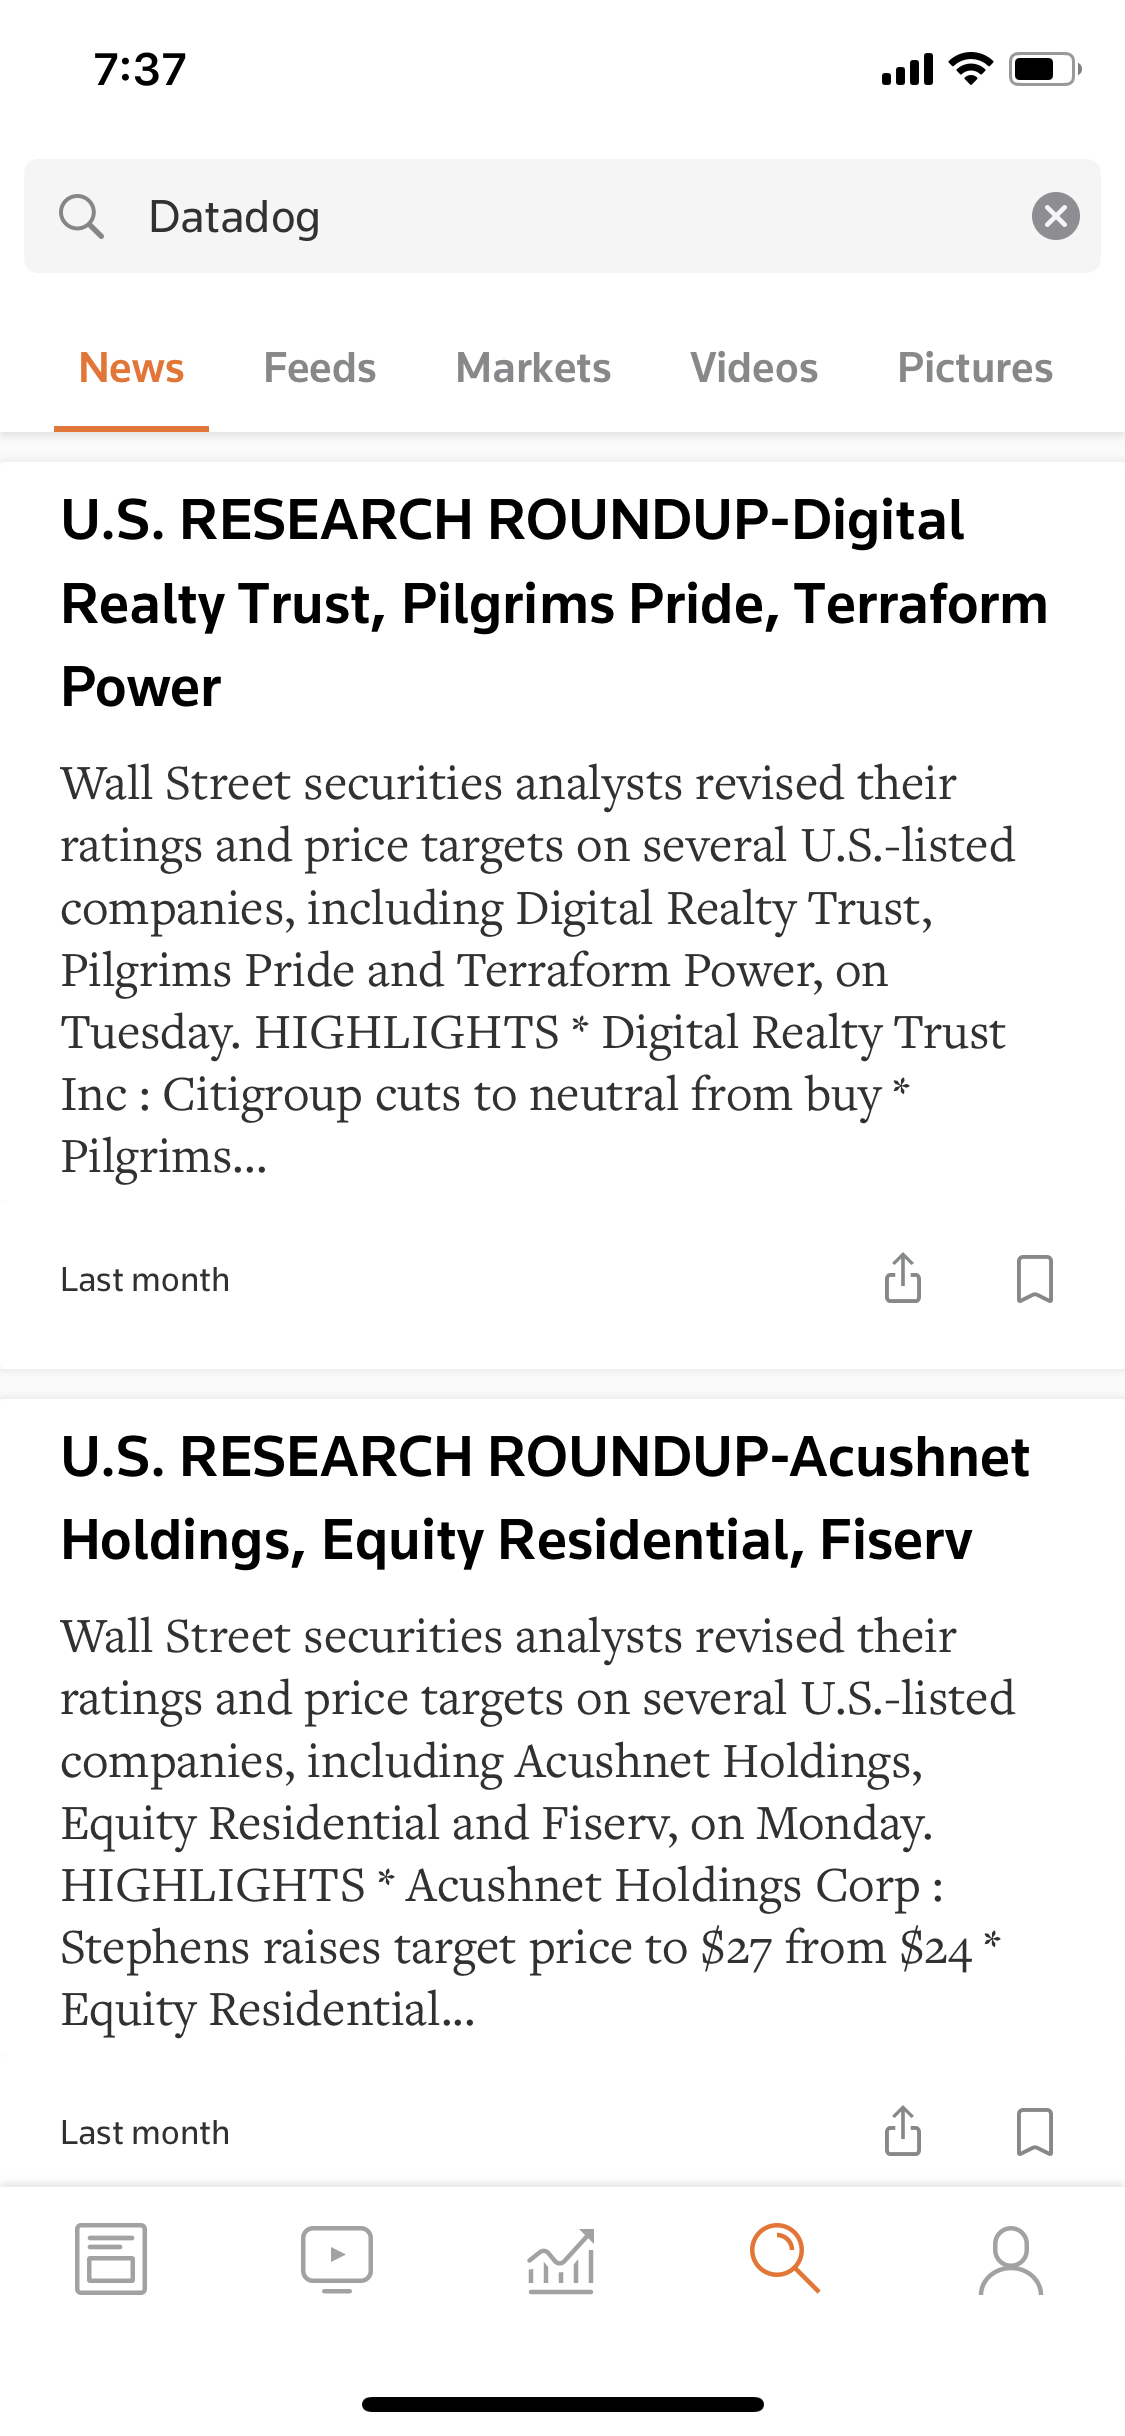 7:37
Datadog
News Feeds Markets Videos Pictures
U.S. RESEARCH ROUNDUP-Digital
Realty Trust, Pilgrims Pride, Terraform
Power
Wall Street securities analysts revised their
ratings and price targets on several U.S.-listed
companies, including Digital Realty Trust,
Pilgrims Pride and Terraform Power, on
Tuesday. HIGHLIGHTS * Digital Realty Trust
Inc : Citigroup cuts to neutral from buy *
Pilgrims...
Last month
U.S. RESEARCH ROUNDUP-Acushnet
Holdings, Equity Residential, Fiserv
Wall Street securities analysts revised their
ratings and price targets on several U.S.-listed
companies, including Acushnet Holdings,
Equity Residential and Fiserv, on Monday.
HIGHLIGHTS * Acushnet Holdings Corp :
Stephens raises target price to $27 from $24 *
Equity Residential...
Last month